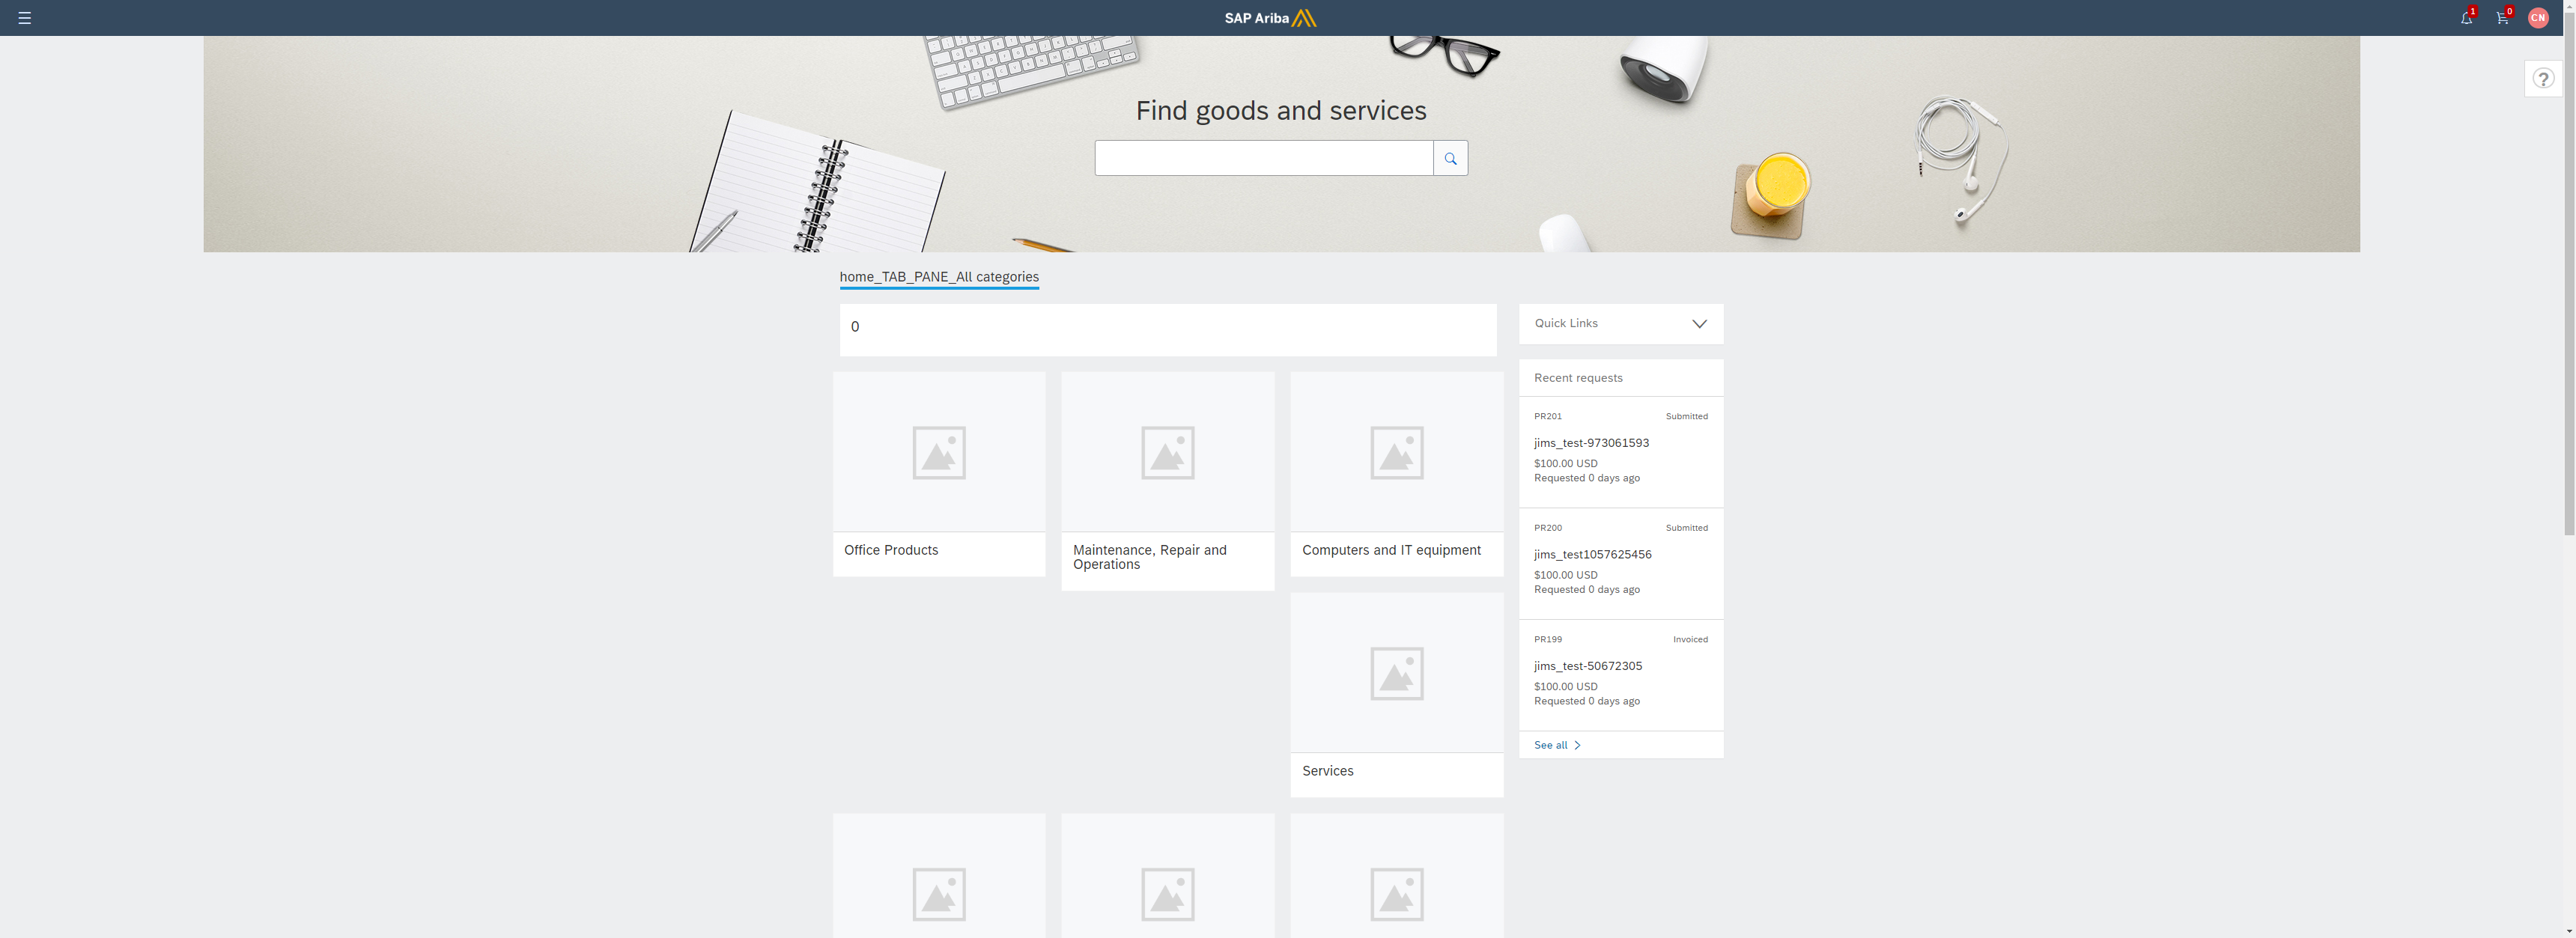 SAP Ariba
1
0
CN
?
Find goods and services
home_TAB_PANE_All categories
0
Quick Links
Recent requests
PR201 Submitted
jims_test-973061593
$100.00 USD
Requested 0 days ago
PR200 Submitted
jims_test1057625456
$100.00 USD
Requested 0 days ago
PR199 Invoiced
jims_test-50672305
$100.00 USD
Requested 0 days ago
See all
Office Products
Maintenance, Repair and
Operations
Computers and IT equipment
Services